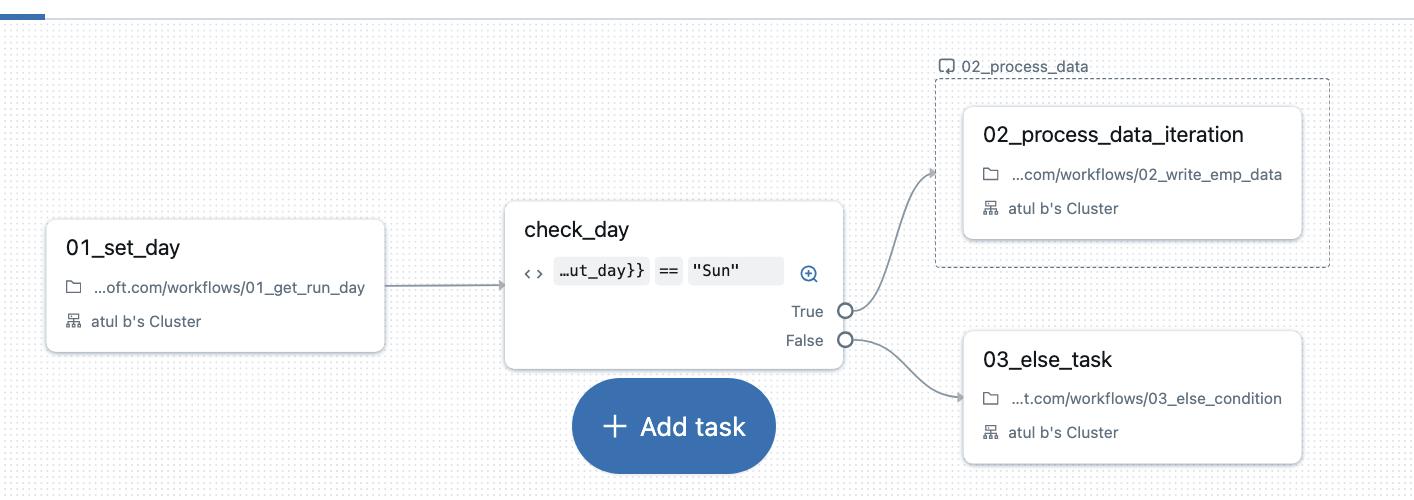 01_set_day
...oft.com/workflows/01_get_run_day
atul b's Cluster
check_day
…ut_day}} == "Sun"
True
False
+ Add task
02_process_data
02_process_data_iteration
...com/workflows/02_write_emp_data
atul b's Cluster
03_else_task
...t.com/workflows/03_else_condition
atul b's Cluster